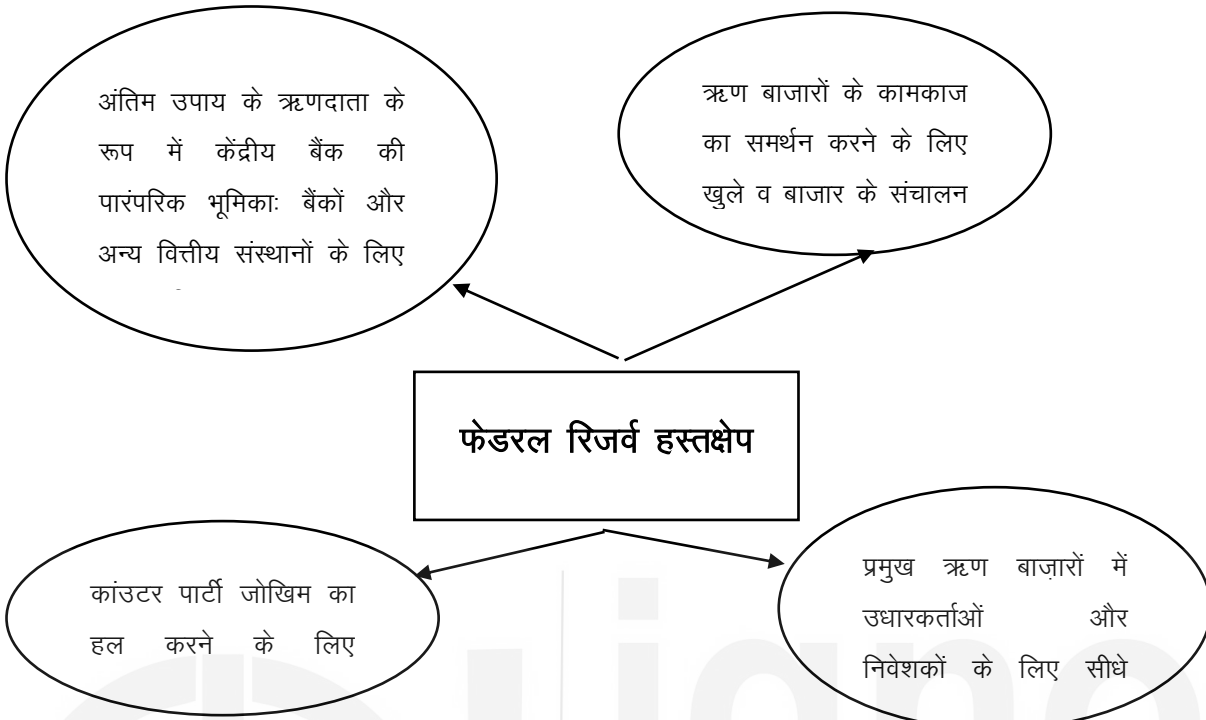 अंतिम उपाय के ऋणदाता के
रूप में केंद्रीय बैंक की
पारंपरिक भूमिकाः बैंकों और
अन्य वित्तीय संस्थानों के लिए
ऋण बाजारों के कामकाज
का समर्थन करने के लिए
खुले व बाजार के संचालन
फेडरल रिजर्व हस्तक्षेप
कांउटर पार्टी जोखिम का
हल करने के लिए
प्रमुख ऋण बाज़ारों में
उधारकर्ताओं और
निवेशकों के लिए सीधे
ignou